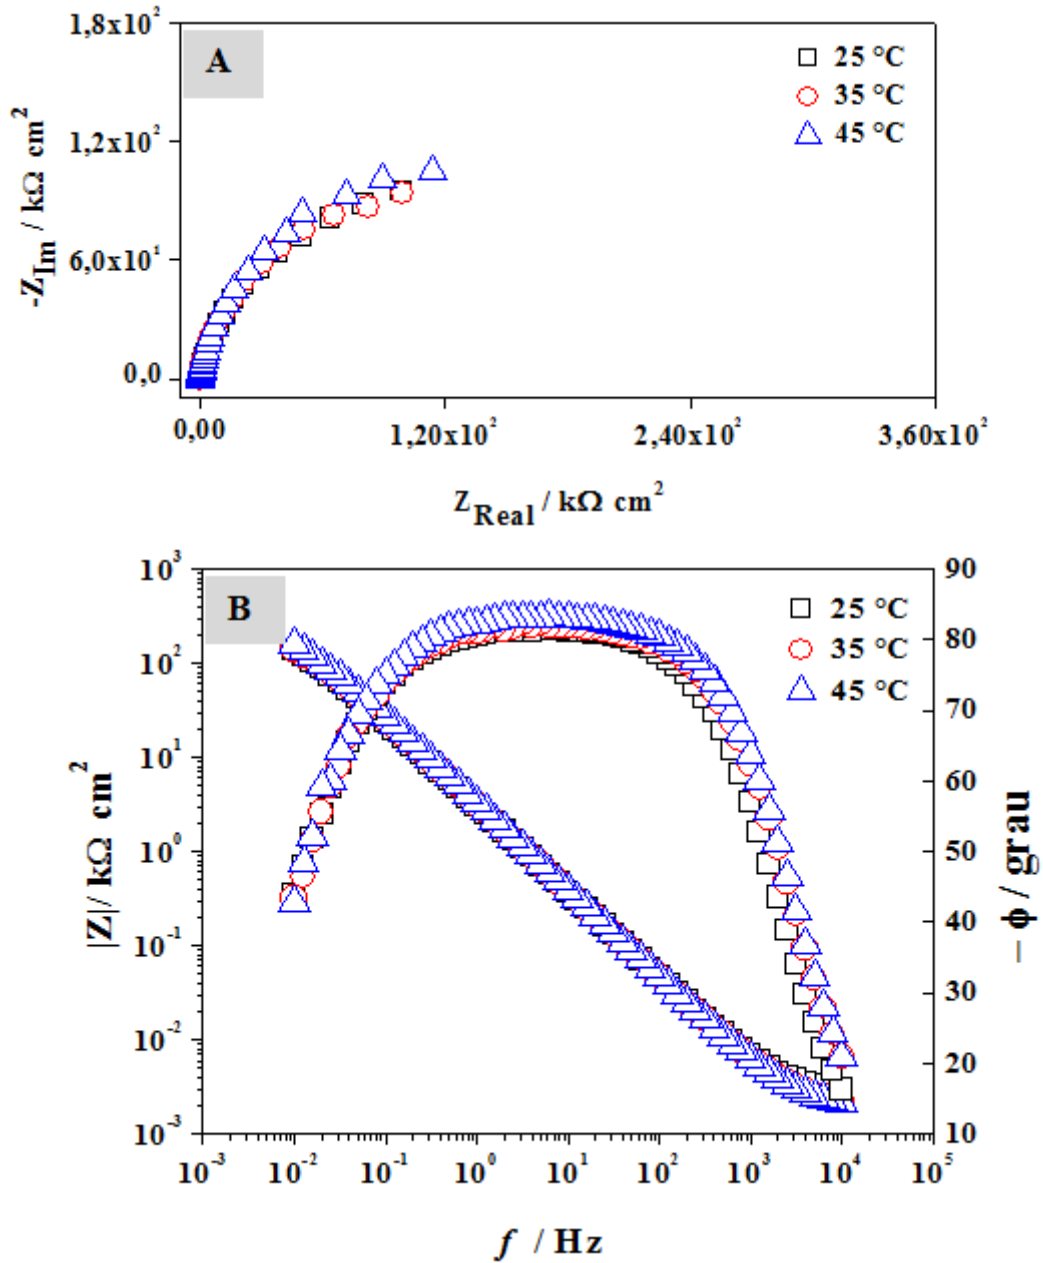 1,8x10²
A
25 °C
35 °C
45 °C
1,2x10²
6,0x10¹
0,0
-Z_Im / kΩ cm²
0,00
1,20x10²
2,40x10²
3,60x10²
Z_Real / kΩ cm²
B
25 °C
35 °C
45 °C
10³
10²
10¹
10⁰
10⁻¹
10⁻²
10⁻³
|Z|/ kΩ cm²
90
80
70
60
50
40
30
20
10
– ϕ / grau
10⁻³
10⁻²
10⁻¹
10⁰
10¹
10²
10³
10⁴
10⁵
f / Hz